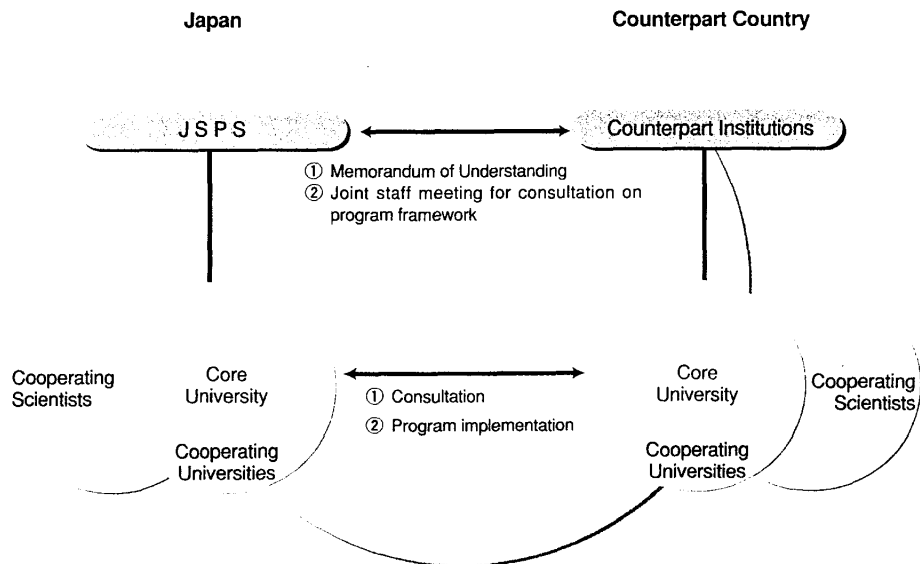 Japan
Counterpart Country
JSPS
Counterpart Institutions
① Memorandum of Understanding
② Joint staff meeting for consultation on
program framework
Cooperating
Scientists
Core
University
① Consultation
② Program implementation
Core
University
Cooperating
Scientists
Cooperating
Universities
Cooperating
Universities